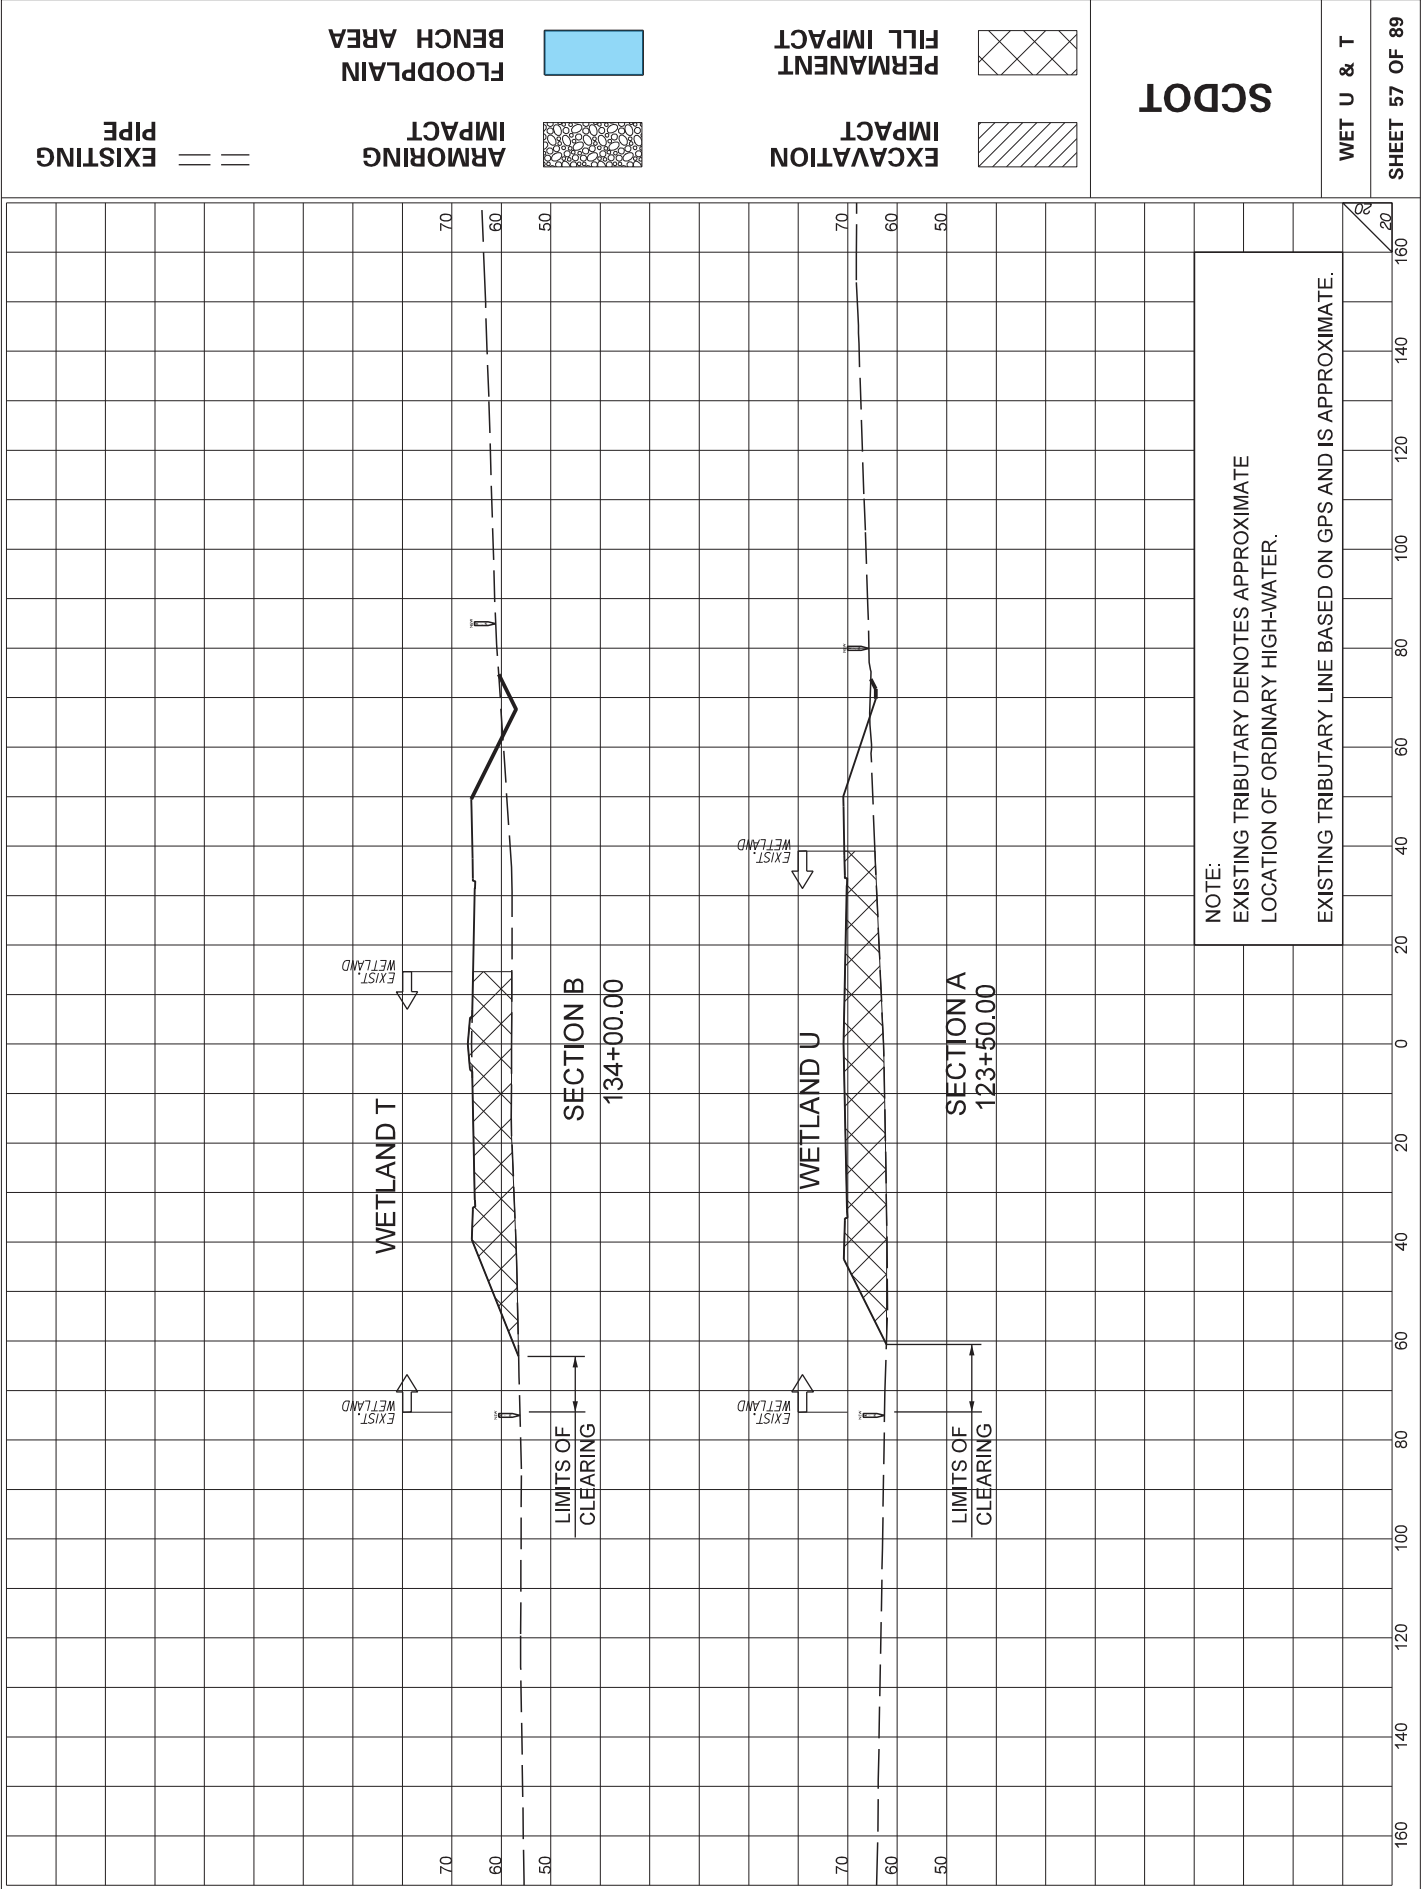 EXISTING
PIPE
ARMORING
IMPACT
FLOODPLAIN
BENCH AREA
EXCAVATION
IMPACT
PERMANENT
FILL IMPACT
SCDOT
WET U & T
SHEET 57 OF 89
70
60
50
70
60
50
WETLAND T
EXIST.
WETLAND
EXIST.
WETLAND
LIMITS OF
CLEARING
SECTION B
134+00.00
70
60
50
70
60
50
WETLAND U
EXIST.
WETLAND
EXIST.
WETLAND
LIMITS OF
CLEARING
SECTION A
123+50.00
NOTE:
EXISTING TRIBUTARY DENOTES APPROXIMATE
LOCATION OF ORDINARY HIGH-WATER.
EXISTING TRIBUTARY LINE BASED ON GPS AND IS APPROXIMATE.
160 140 120 100 80 60 40 20 0 20 40 60 80 100 120 140 160
20
20